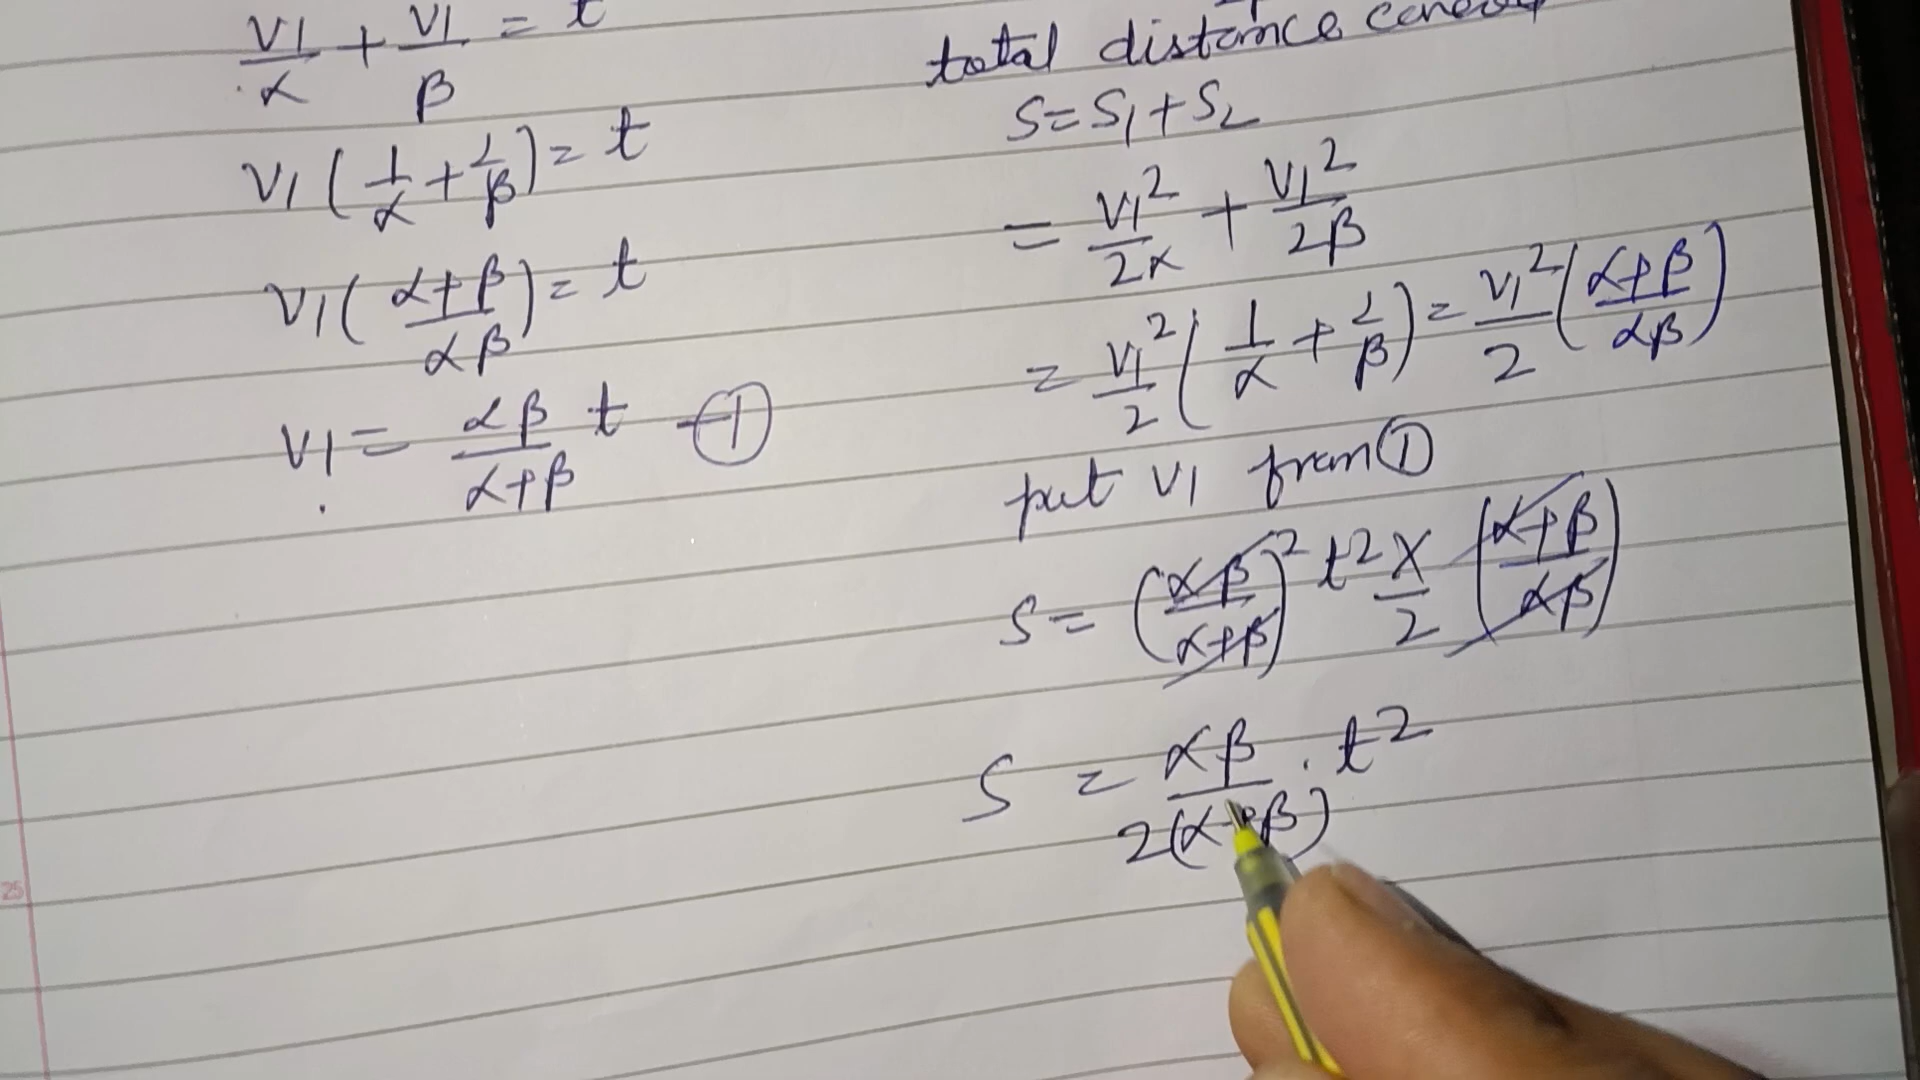 V1/α + V1/β = t
V1 (1/α + 1/β) = t
V1 (α+β/αβ) = t
V1 = αβ/α+β t — ①
total distance
S = S1 + S2
= V1²/2α + V1²/2β
= V1²/2 (1/α + 1/β) = V1²/2 (α+β/αβ)
put V1 from ①
S = (αβ/α+β)² t² x/2 (α+β/αβ)
S = αβ/2(α+β) . t²
25